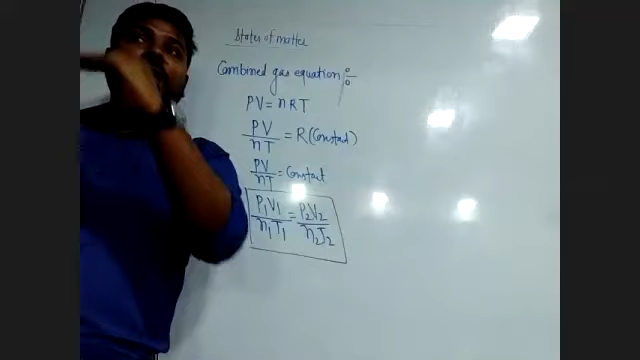 States of matter
Combined gas equation :-
PV = nRT
PV/nT = R (Constant)
PV/nT = Constant
P₁V₁/n₁T₁ = P₂V₂/n₂T₂